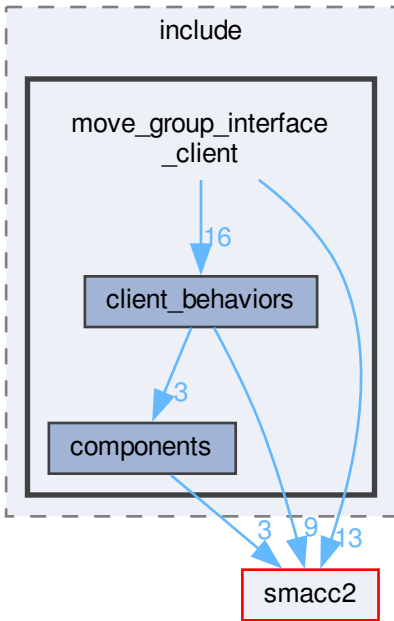 include
move_group_interface
_client
16
client_behaviors
3
components
3
9
13
smacc2